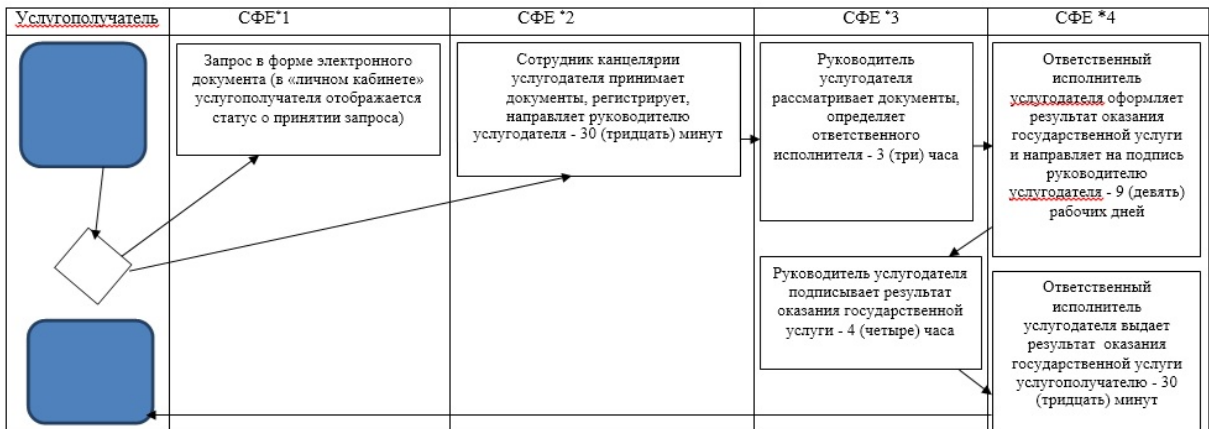 Услугополучатель
СФЕ*1
СФЕ *2
СФЕ *3
СФЕ *4
Запрос в форме электронного
документа (в «личном кабинете»
услугополучателя отображается
статус о принятии запроса)
Сотрудник канцелярии
услугодателя принимает
документы, регистрирует,
направляет руководителю
услугодателя - 30 (тридцать) минут
Руководитель
услугодателя
рассматривает документы,
определяет
ответственного
исполнителя - 3 (три) часа
Ответственный
исполнитель
услугодателя оформляет
результат оказания
государственной услуги
и направляет на подпись
руководителю
услугодателя - 9 (девять)
рабочих дней
Руководитель услугодателя
подписывает результат
оказания государственной
услуги - 4 (четыре) часа
Ответственный
исполнитель
услугодателя выдает
результат оказания
государственной услуги
услугополучателю - 30
(тридцать) минут